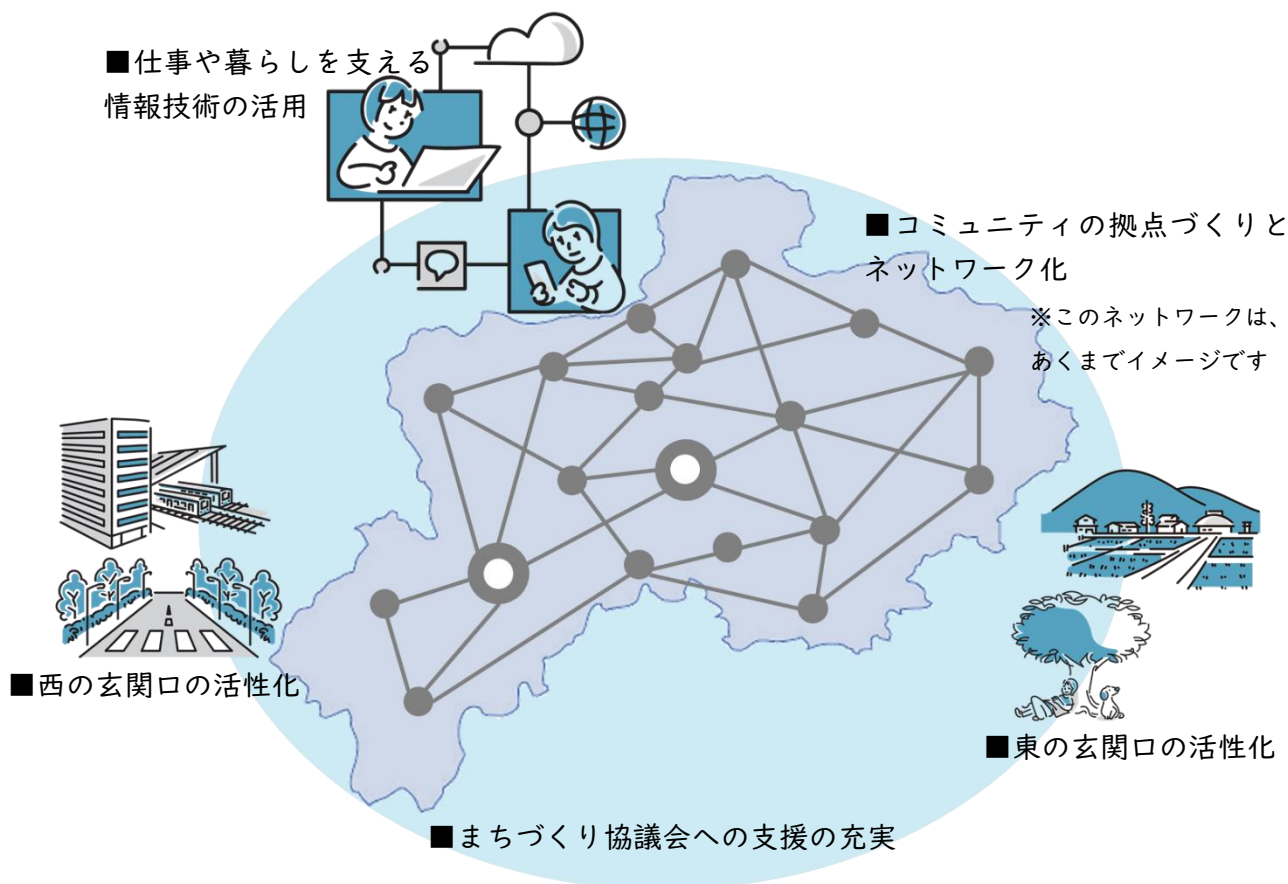 ■仕事や暮らしを支える
情報技術の活用
■コミュニティの拠点づくりと
ネットワーク化
※このネットワークは、
あくまでイメージです
■西の玄関口の活性化
■東の玄関口の活性化
■まちづくり協議会への支援の充実